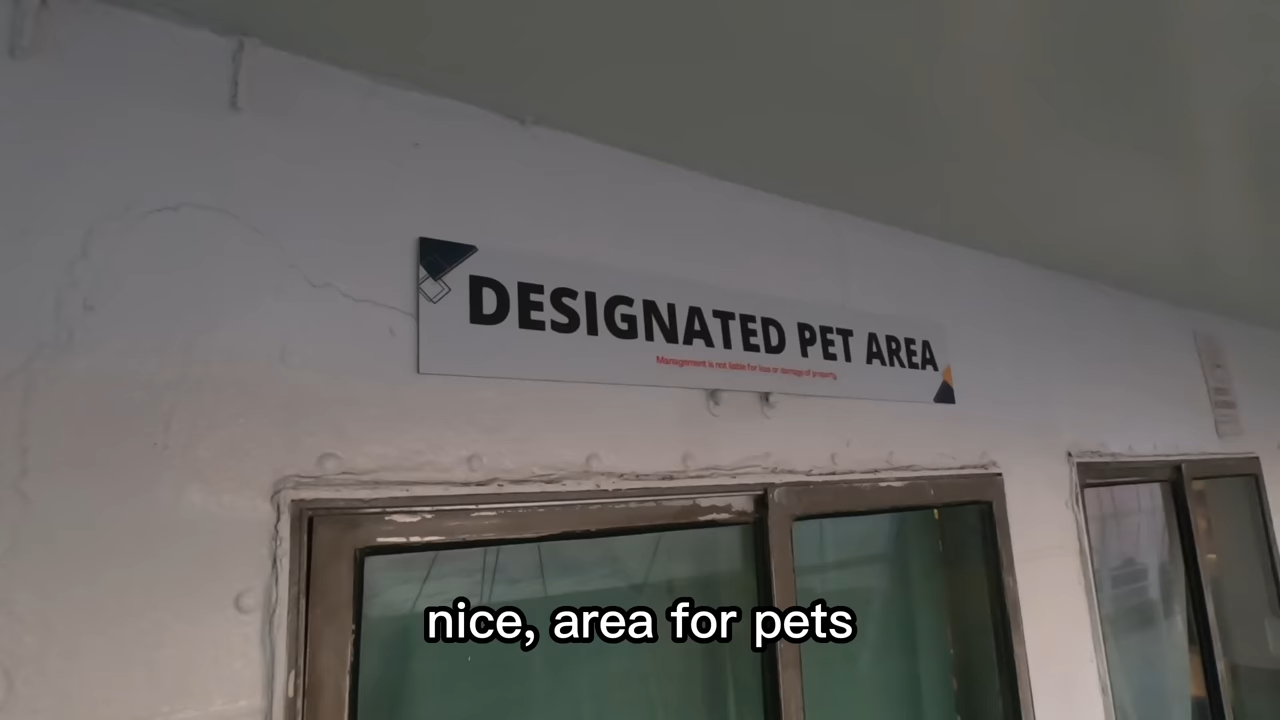 DESIGNATED PET AREA
Management is not liable for loss or damage of property
nice, area for pets